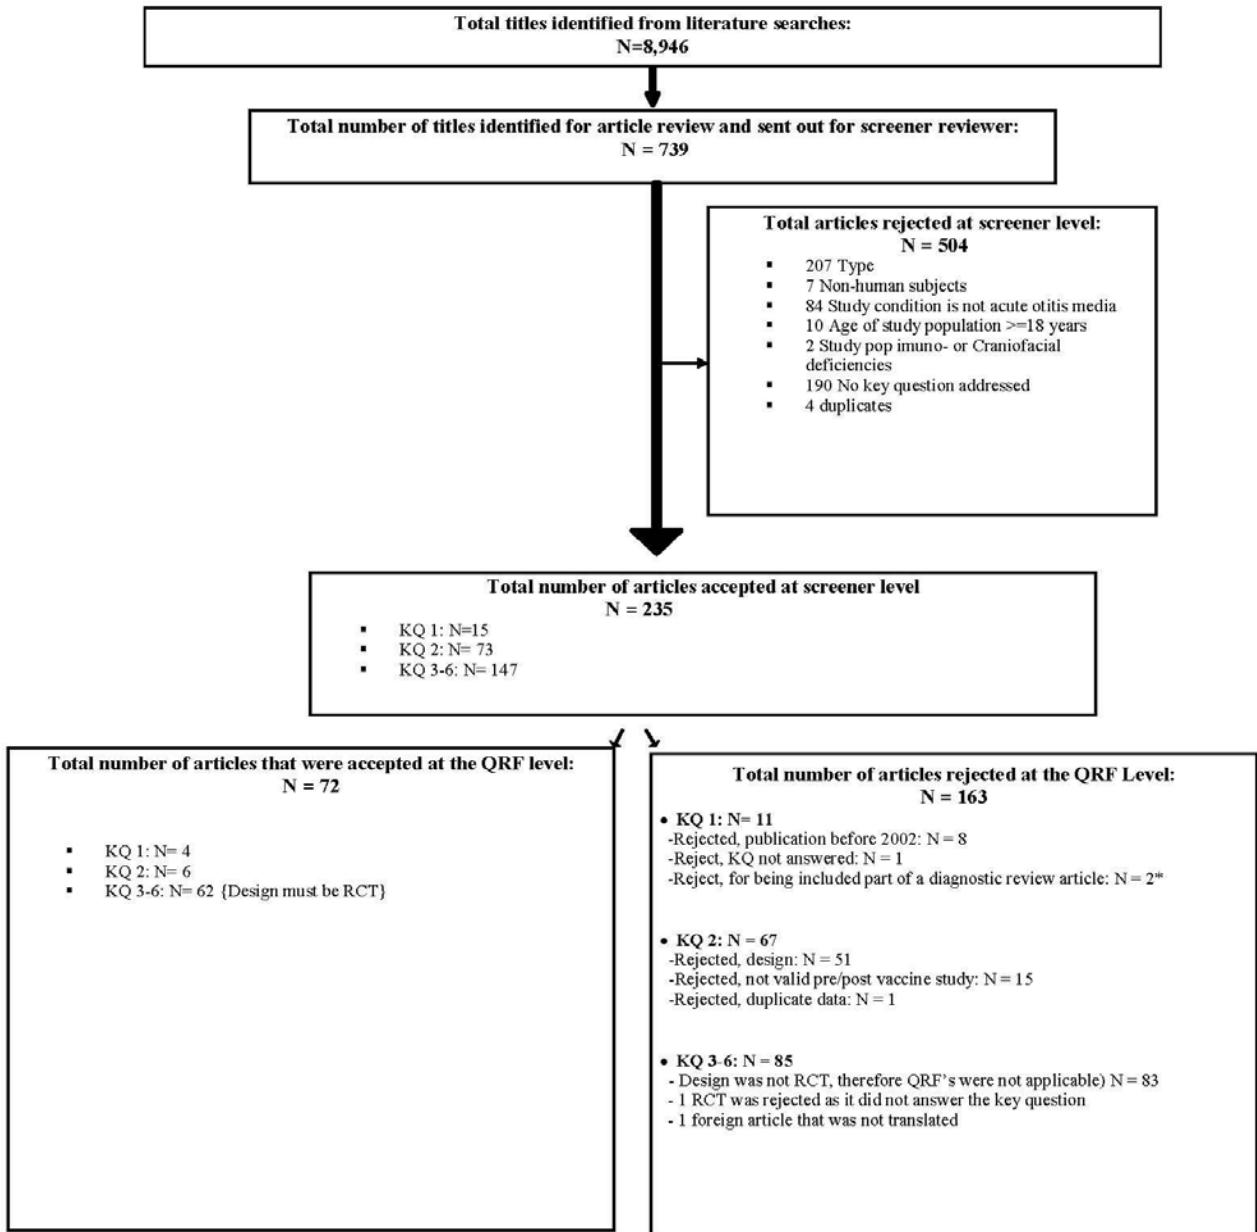 Total titles identified from literature searches:
N=8,946
Total number of titles identified for article review and sent out for screener reviewer:
N = 739
Total articles rejected at screener level:
N = 504
▪ 207 Type
▪ 7 Non-human subjects
▪ 84 Study condition is not acute otitis media
▪ 10 Age of study population >=18 years
▪ 2 Study pop imuno- or Craniofacial
deficiencies
▪ 190 No key question addressed
▪ 4 duplicates
Total number of articles accepted at screener level
N = 235
▪ KQ 1: N=15
▪ KQ 2: N= 73
▪ KQ 3-6: N= 147
Total number of articles that were accepted at the QRF level:
N = 72
▪ KQ 1: N= 4
▪ KQ 2: N= 6
▪ KQ 3-6: N= 62 {Design must be RCT}
Total number of articles rejected at the QRF Level:
N = 163
• KQ 1: N= 11
-Rejected, publication before 2002: N = 8
-Reject, KQ not answered: N = 1
-Reject, for being included part of a diagnostic review article: N = 2*
• KQ 2: N = 67
-Rejected, design: N = 51
-Rejected, not valid pre/post vaccine study: N = 15
-Rejected, duplicate data: N = 1
• KQ 3-6: N = 85
- Design was not RCT, therefore QRF's were not applicable) N = 83
- 1 RCT was rejected as it did not answer the key question
- 1 foreign article that was not translated